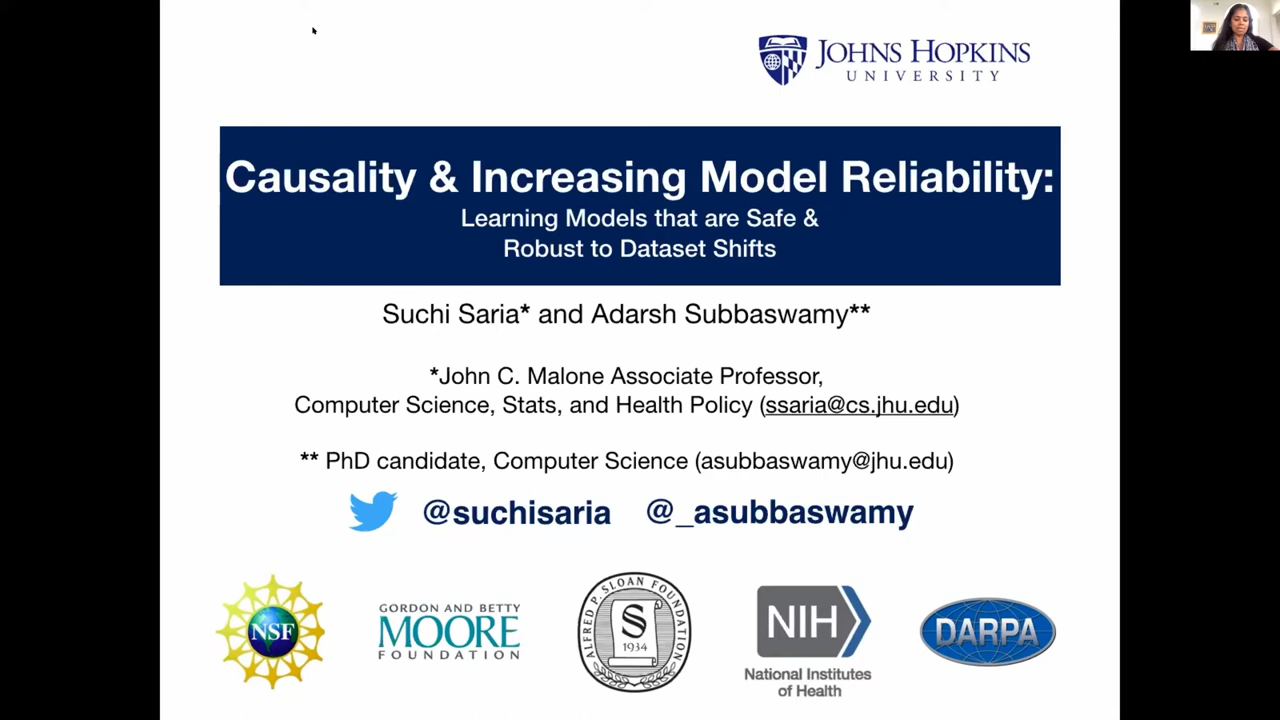 JOHNS HOPKINS
UNIVERSITY
Causality & Increasing Model Reliability:
Learning Models that are Safe &
Robust to Dataset Shifts
Suchi Saria* and Adarsh Subbaswamy**
*John C. Malone Associate Professor,
Computer Science, Stats, and Health Policy (ssaria@cs.jhu.edu)
** PhD candidate, Computer Science (asubbaswamy@jhu.edu)
@suchisaria @_asubbaswamy
NSF
GORDON AND BETTY
MOORE
FOUNDATION
ALFRED P. SLOAN FOUNDATION
S
1934
NIH
National Institutes
of Health
DARPA